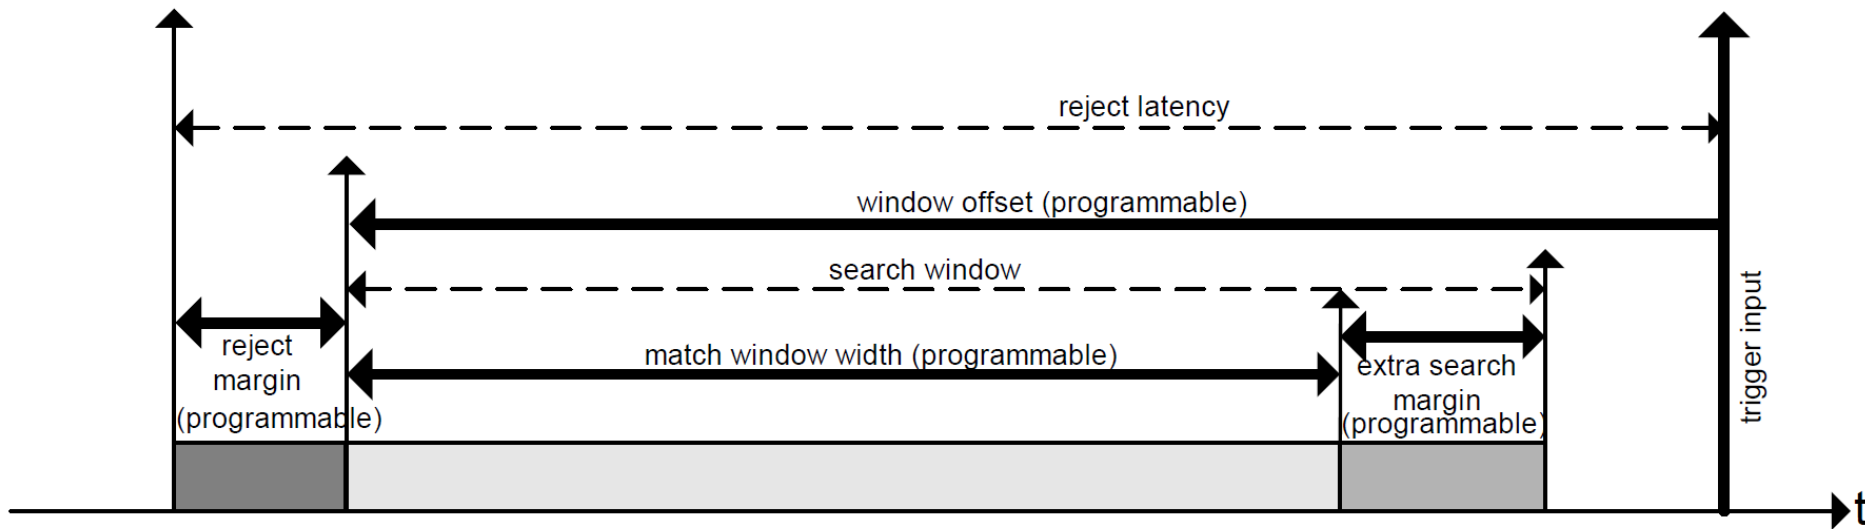 reject latency
window offset (programmable)
search window
reject
margin
(programmable)
match window width (programmable)
extra search
margin
(programmable)
trigger input
t